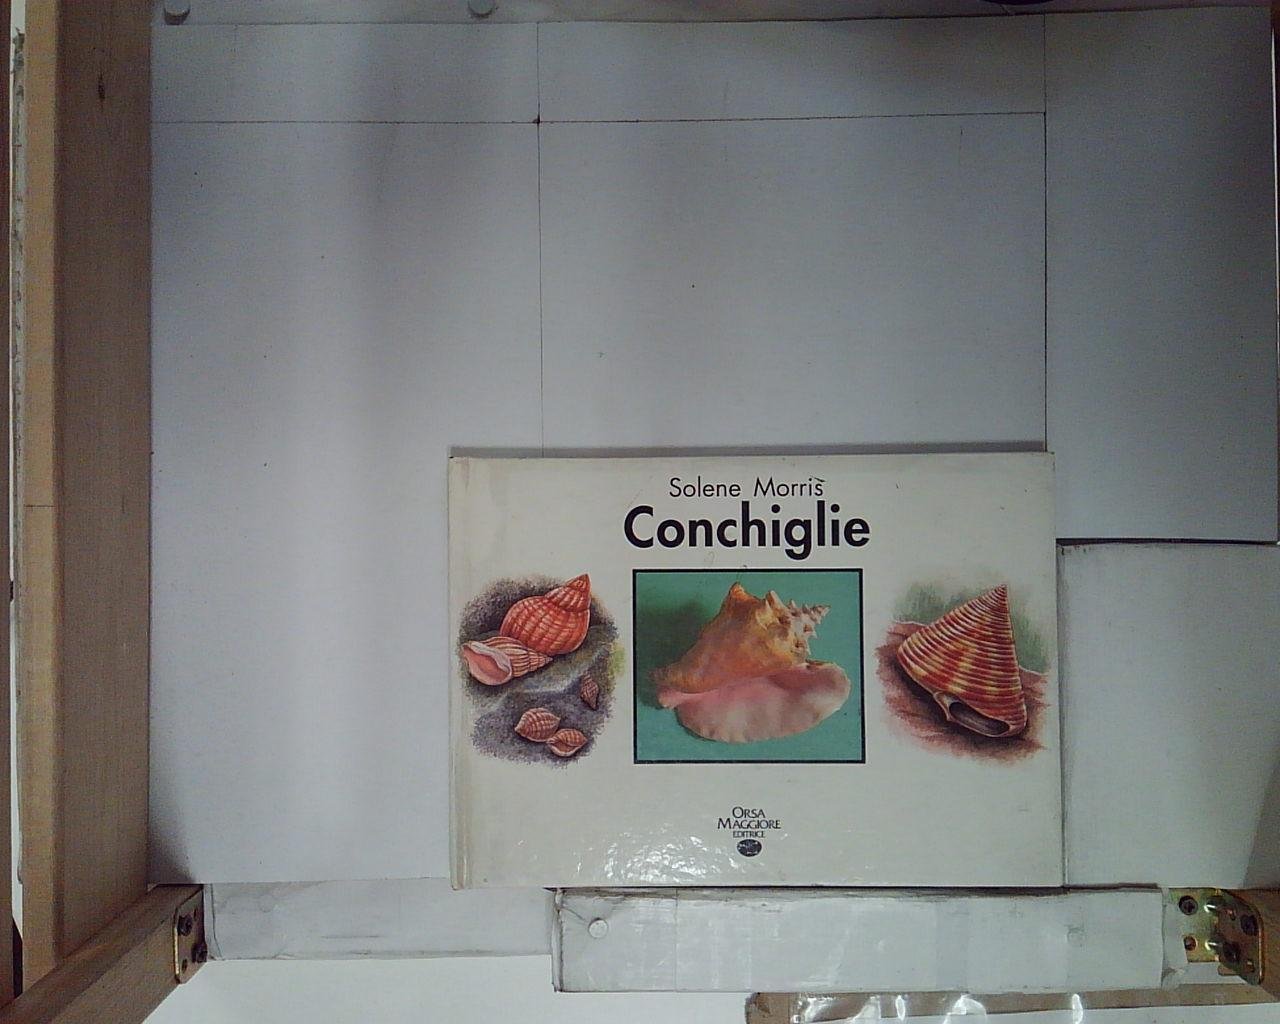 Solene Morris
Conchiglie
ORSA
MAGGIORE
EDITRICE